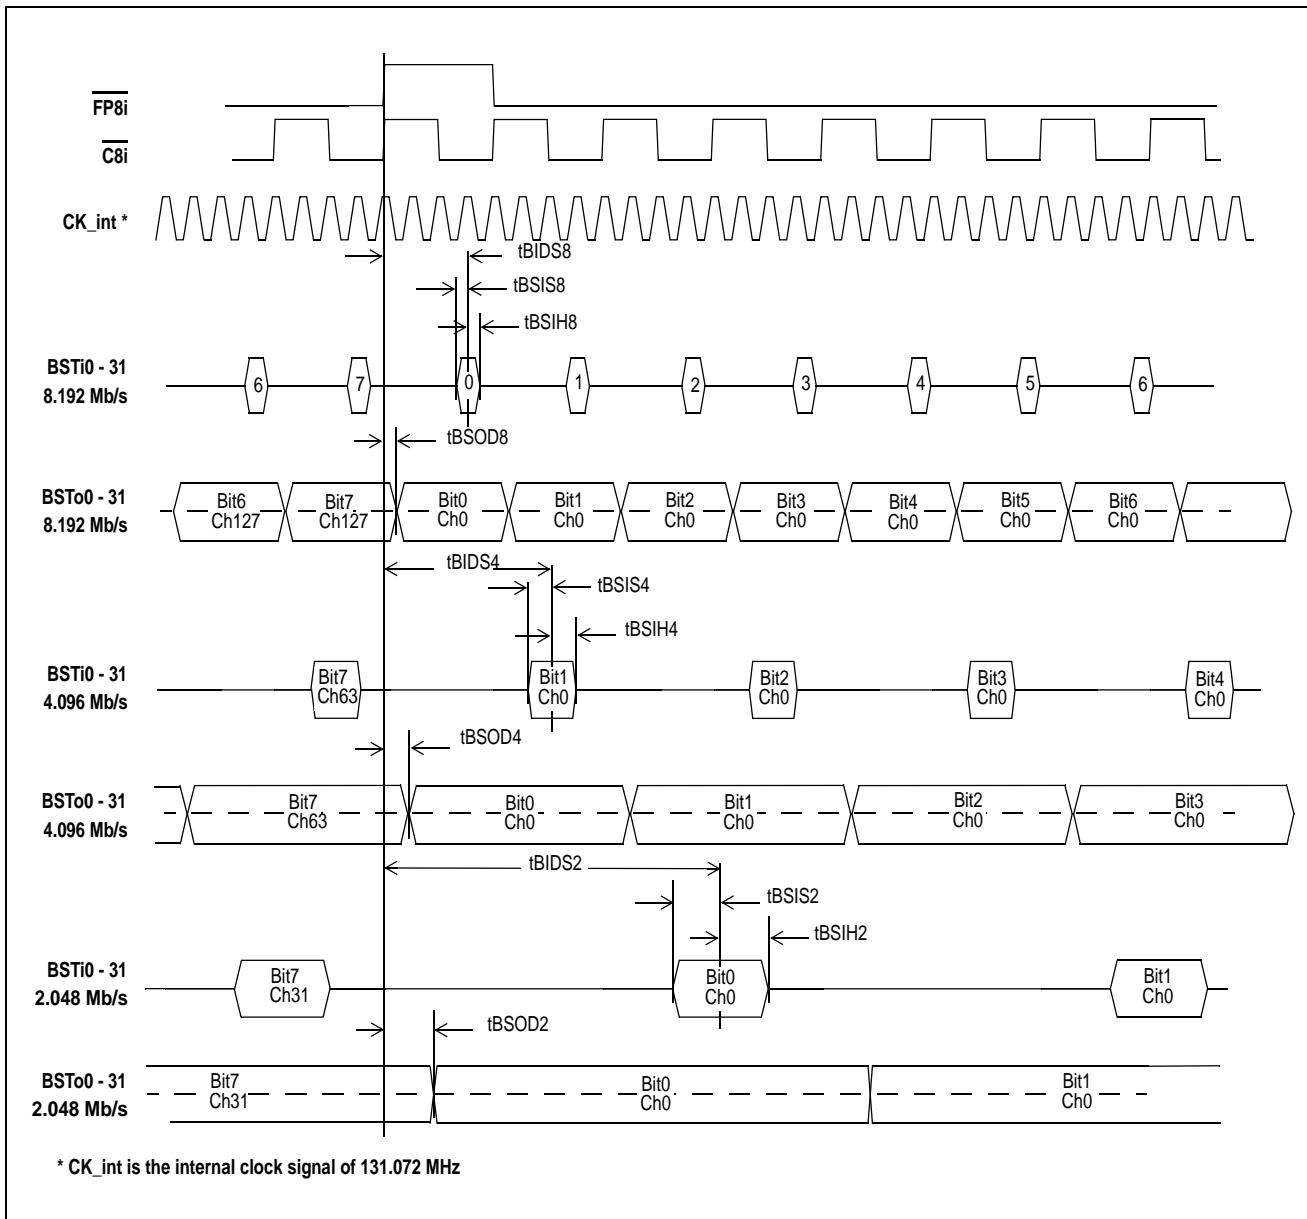 FP8i
C8i
CK_int *
tBIDS8
tBSIS8
tBSIH8
BSTi0 - 31
8.192 Mb/s
6 7 0 1 2 3 4 5 6
tBSOD8
BSTo0 - 31
8.192 Mb/s
Bit6 Bit7 Bit0 Bit1 Bit2 Bit3 Bit4 Bit5 Bit6
Ch127 Ch127 Ch0 Ch0 Ch0 Ch0 Ch0 Ch0 Ch0
tBIDS4
tBSIS4
tBSIH4
BSTi0 - 31
4.096 Mb/s
Bit7 Bit1 Bit2 Bit3 Bit4
Ch63 Ch0 Ch0 Ch0 Ch0
tBSOD4
BSTo0 - 31
4.096 Mb/s
Bit7 Bit0 Bit1 Bit2 Bit3
Ch63 Ch0 Ch0 Ch0 Ch0
tBIDS2
tBSIS2
tBSIH2
BSTi0 - 31
2.048 Mb/s
Bit7 Bit0 Bit1
Ch31 Ch0 Ch0
tBSOD2
BSTo0 - 31
2.048 Mb/s
Bit7 Bit0 Bit1
Ch31 Ch0 Ch0
* CK_int is the internal clock signal of 131.072 MHz